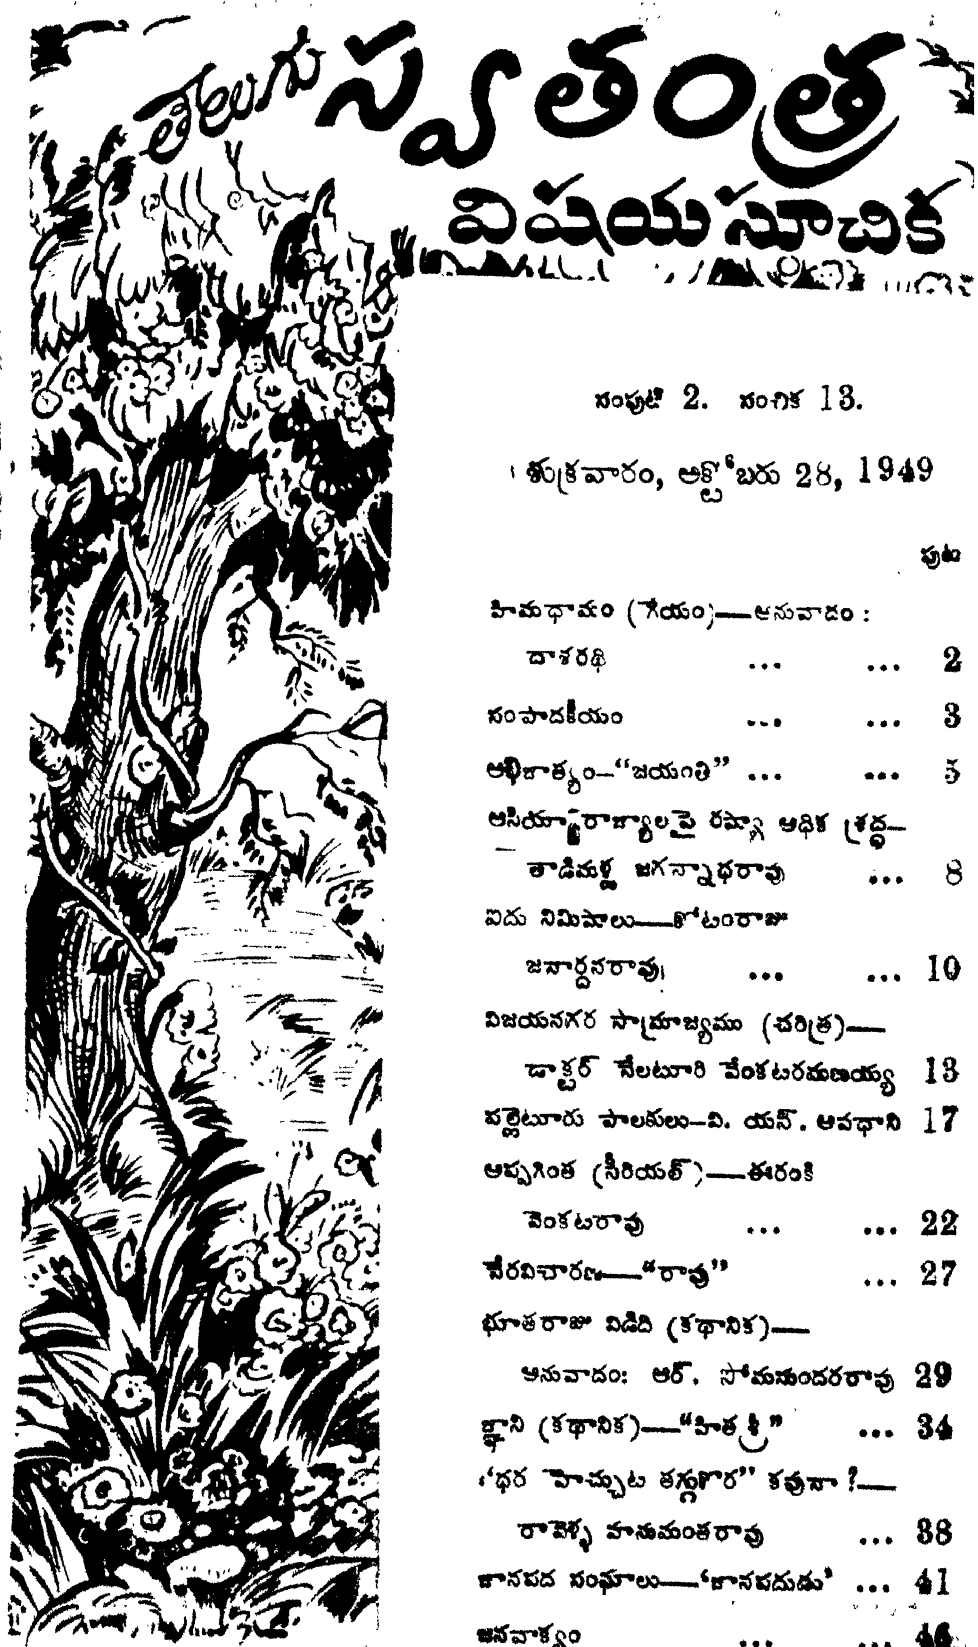 తెలుగు స్వతంత్ర
విషయసూచిక
సంపుటి 2. సంచిక 13.
శుక్రవారం, అక్టోబరు 28, 1949
పుట
హిమధామం (గేయం)—అనువాదం :
దాశరథి ... ... 2
సంపాదకీయం ... ... 3
ఆభిజాత్యం—“జయంతి” ... ... 5
ఆసియా రాజ్యాలపై రష్యా అధిక శ్రద్ధ—
తాడిమళ్ల జగన్నాధరావు ... 8
ఐదు నిమిషాలు—కోటంరాజు
జనార్దనరావు ... ... 10
విజయనగర సామ్రాజ్యము (చరిత్ర)—
డాక్టర్ నేలటూరి వేంకటరమణయ్య 13
పల్లెటూరు పాలకులు—వి. యన్. అవధాని 17
అప్పగింత (సీరియల్)—ఈరంకి
వెంకటరావు ... ... 22
పేరవిచారణ—“రావు” ... 27
భూతరాజు విడిది (కథానిక)—
అనువాదం: ఆర్. సోమసుందరరావు 29
జ్ఞాని (కథానిక)—“హితశ్రీ” ... 34
“ధర హెచ్చుట తగ్గుకొర” కవునా ?—
రావెళ్ళ హనుమంతరావు ... 38
జానపద సంఘాలు—‘జానపదుడు’ ... 41
జనవాక్యం ... ... 46